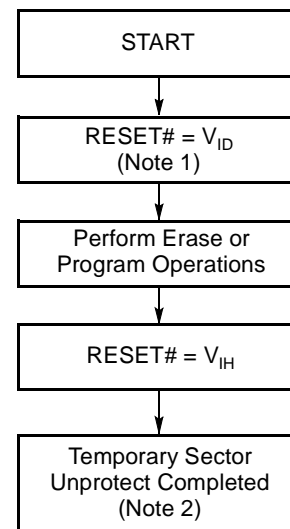 START
RESET# = V_ID
(Note 1)
Perform Erase or
Program Operations
RESET# = V_IH
Temporary Sector
Unprotect Completed
(Note 2)